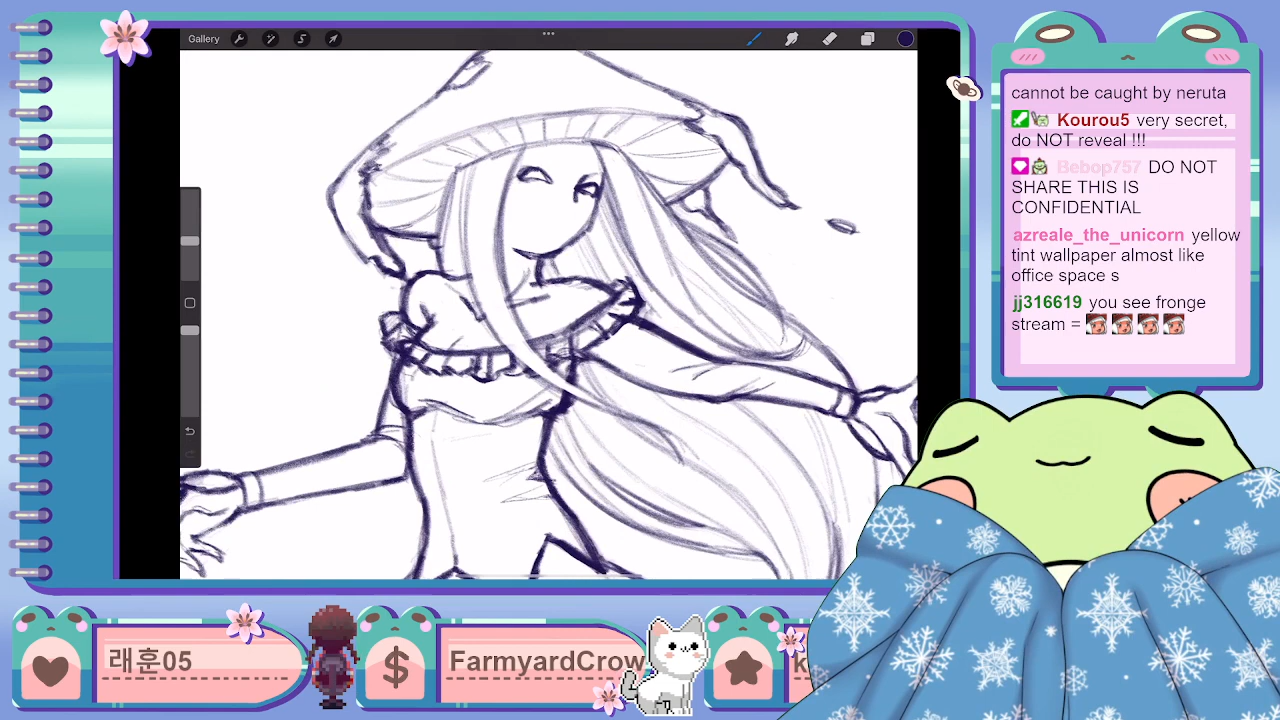 Gallery
cannot be caught by neruta
Kourou5 very secret,
do NOT reveal !!!
Bebop757 DO NOT
SHARE THIS IS
CONFIDENTIAL
azreale_the_unicorn yellow
tint wallpaper almost like
office space s
jj316619 you see fronge
stream =
래훈05
$
FarmyardCrow
k